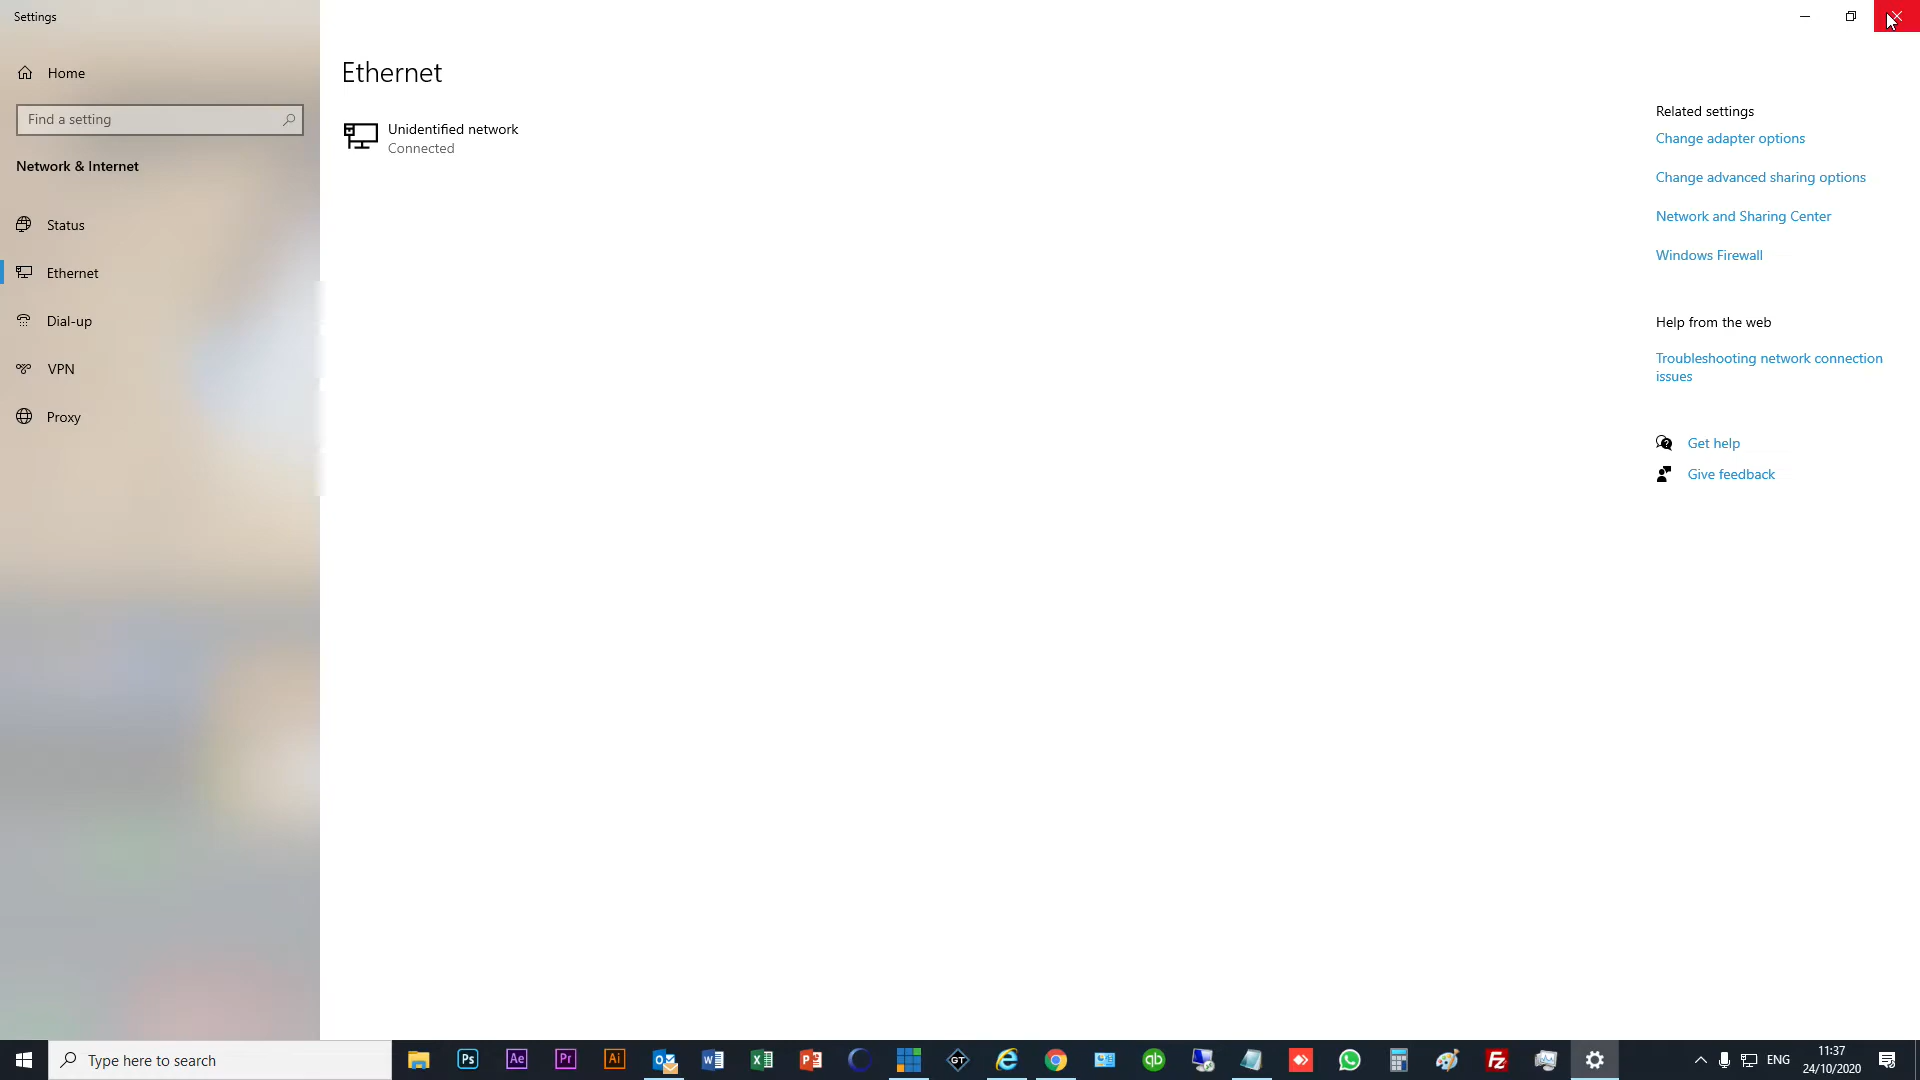 Settings
Home
Find a setting
Network & Internet
Status
Ethernet
Dial-up
VPN
Proxy
Ethernet
Unidentified network
Connected
Related settings
Change adapter options
Change advanced sharing options
Network and Sharing Center
Windows Firewall
Help from the web
Troubleshooting network connection
issues
Get help
Give feedback
Type here to search
Ps
Ae
Pr
Ai
GT
qb
Fz
ENG
11:37
24/10/2020